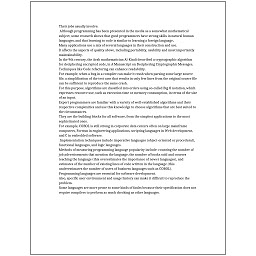 Their jobs usually involve:
Although programming has been presented in the media as a somewhat mathematical
subject, some research shows that good programmers have strong skills in natural human
languages, and that learning to code is similar to learning a foreign language.
Many applications use a mix of several languages in their construction and use.
It affects the aspects of quality above, including portability, usability and most importantly
maintainability.
In the 9th century, the Arab mathematician Al-Kindi described a cryptographic algorithm
for deciphering encrypted code, in A Manuscript on Deciphering Cryptographic Messages.
Techniques like Code refactoring can enhance readability.
For example, when a bug in a compiler can make it crash when parsing some large source
file, a simplification of the test case that results in only few lines from the original source
file can be sufficient to reproduce the same crash.
For this purpose, algorithms are classified into orders using so-called Big O notation, which
expresses resource use, such as execution time or memory consumption, in terms of the size
of an input.
Expert programmers are familiar with a variety of well-established algorithms and their
respective complexities and use this knowledge to choose algorithms that are best suited to
the circumstances.
They are the building blocks for all software, from the simplest applications to the most
sophisticated ones.
For example, COBOL is still strong in corporate data centers often on large mainframe
computers, Fortran in engineering applications, scripting languages in Web development,
and C in embedded software.
Implementation techniques include imperative languages (object-oriented or procedural),
functional languages, and logic languages.
Methods of measuring programming language popularity include: counting the number of
job advertisements that mention the language, the number of books sold and courses
teaching the language (this overestimates the importance of newer languages), and
estimates of the number of existing lines of code written in the language (this
underestimates the number of users of business languages such as COBOL).
Programming languages are essential for software development.
Also, specific user environment and usage history can make it difficult to reproduce the
problem.
Some languages are more prone to some kinds of faults because their specification does not
require compilers to perform as much checking as other languages.